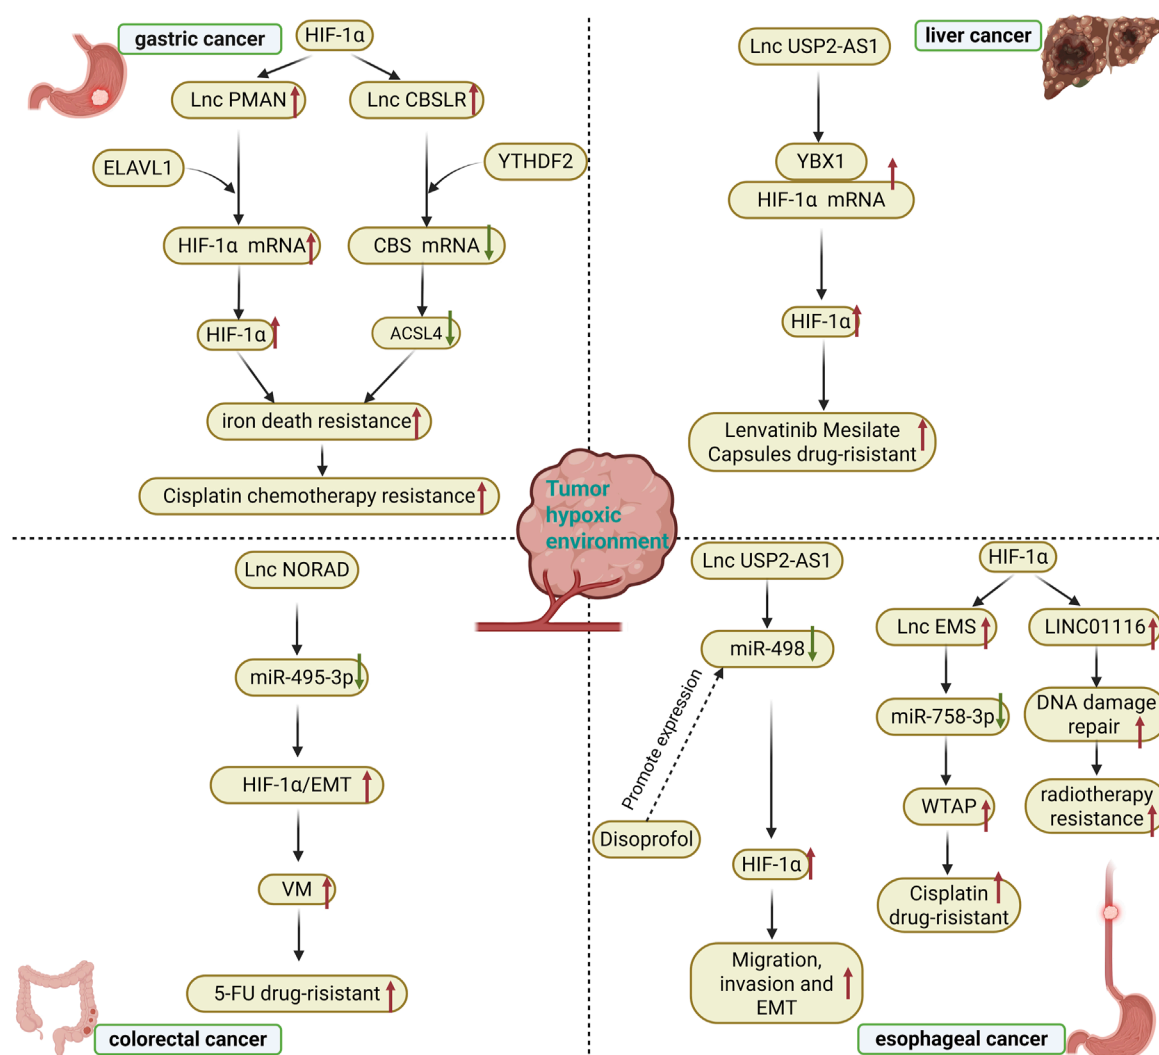 gastric cancer
HIF-1α
Lnc PMAN
Lnc CBSLR
ELAVL1
YTHDF2
HIF-1α mRNA
CBS mRNA
HIF-1α
ACSL4
iron death resistance
Cisplatin chemotherapy resistance
liver cancer
Lnc USP2-AS1
YBX1
HIF-1α mRNA
HIF-1α
Lenvatinib Mesilate
Capsules drug-risistant
Tumor
hypoxic
environment
Lnc NORAD
miR-495-3p
HIF-1α/EMT
VM
5-FU drug-risistant
colorectal cancer
Lnc USP2-AS1
miR-498
Promote expression
Disoprofol
HIF-1α
Migration,
invasion and
EMT
HIF-1α
Lnc EMS
LINC01116
miR-758-3p
DNA damage
repair
WTAP
radiotherapy
resistance
Cisplatin
drug-risistant
esophageal cancer